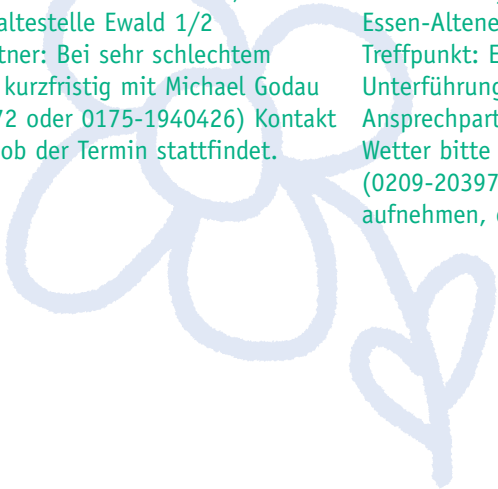 altestelle Ewald 1/2
tner: Bei sehr schlechtem
kurzfristig mit Michael Godau
72 oder 0175-1940426) Kontakt
ob der Termin stattfindet.
Essen-Altene
Treffpunkt: E
Unterführung
Ansprechpart
Wetter bitte
(0209-20397
aufnehmen,